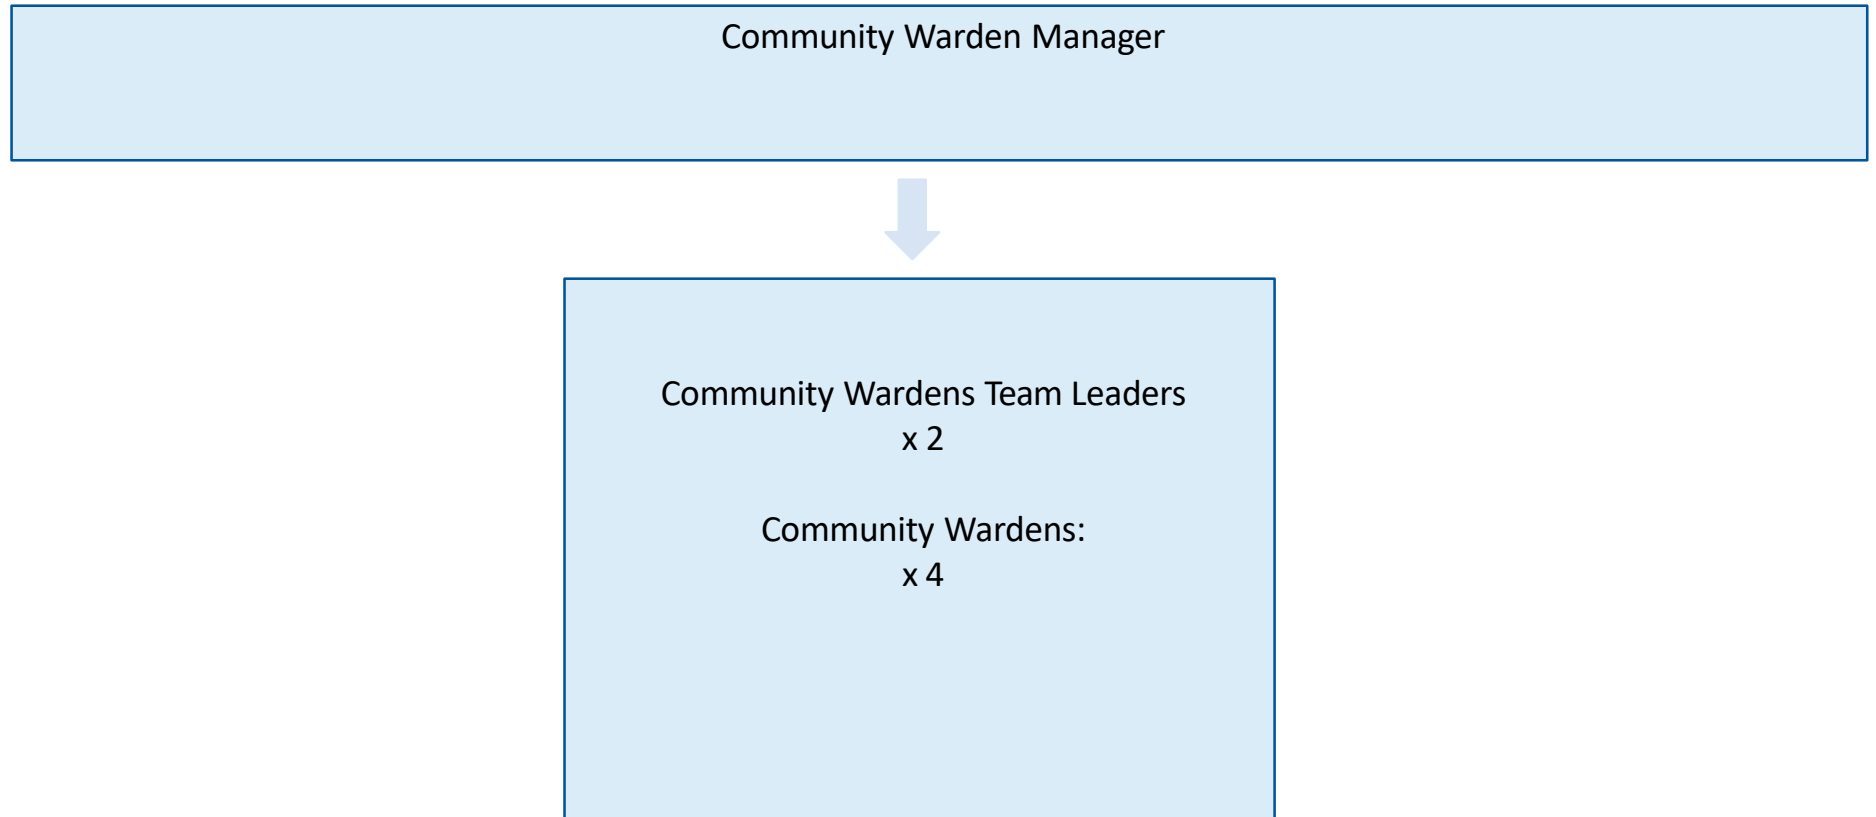 Community Warden Manager
Community Wardens Team Leaders
x 2
Community Wardens:
x 4